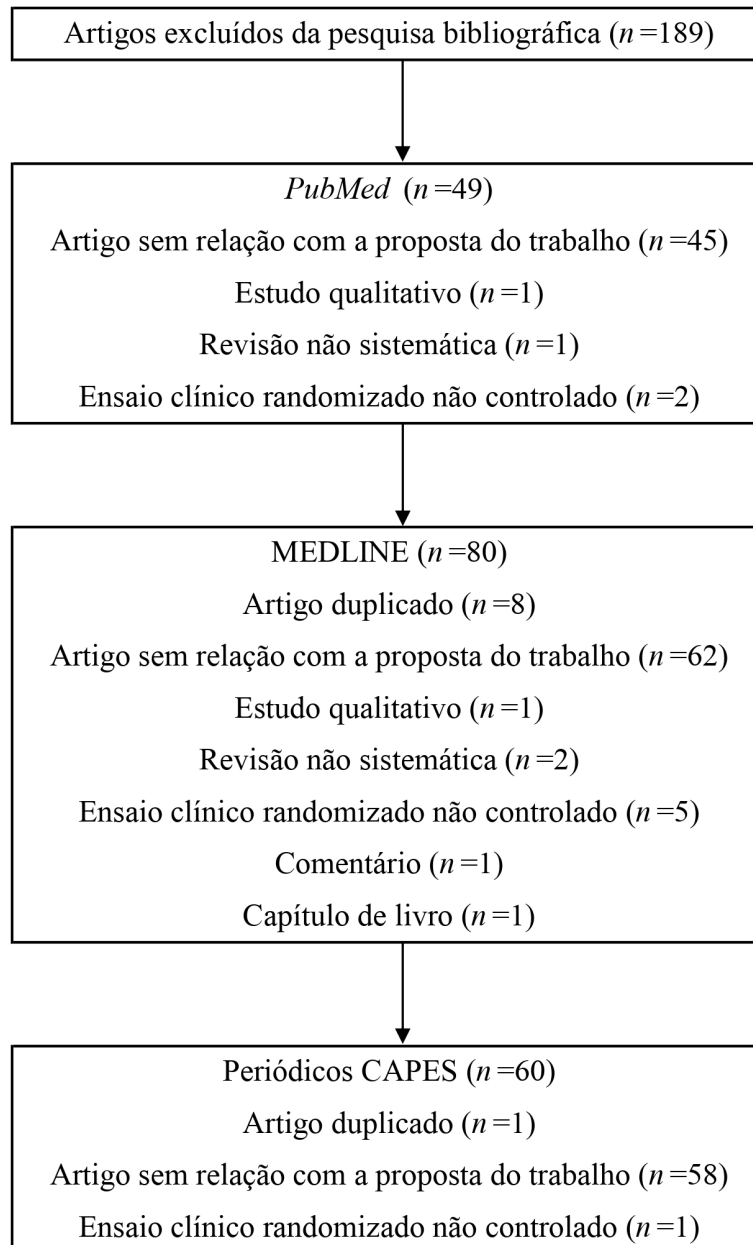 Artigos excluídos da pesquisa bibliográfica (n=189)
PubMed (n=49)
Artigo sem relação com a proposta do trabalho (n=45)
Estudo qualitativo (n=1)
Revisão não sistemática (n=1)
Ensaio clínico randomizado não controlado (n=2)
MEDLINE (n=80)
Artigo duplicado (n=8)
Artigo sem relação com a proposta do trabalho (n=62)
Estudo qualitativo (n=1)
Revisão não sistemática (n=2)
Ensaio clínico randomizado não controlado (n=5)
Comentário (n=1)
Capítulo de livro (n=1)
Periódicos CAPES (n=60)
Artigo duplicado (n=1)
Artigo sem relação com a proposta do trabalho (n=58)
Ensaio clínico randomizado não controlado (n=1)